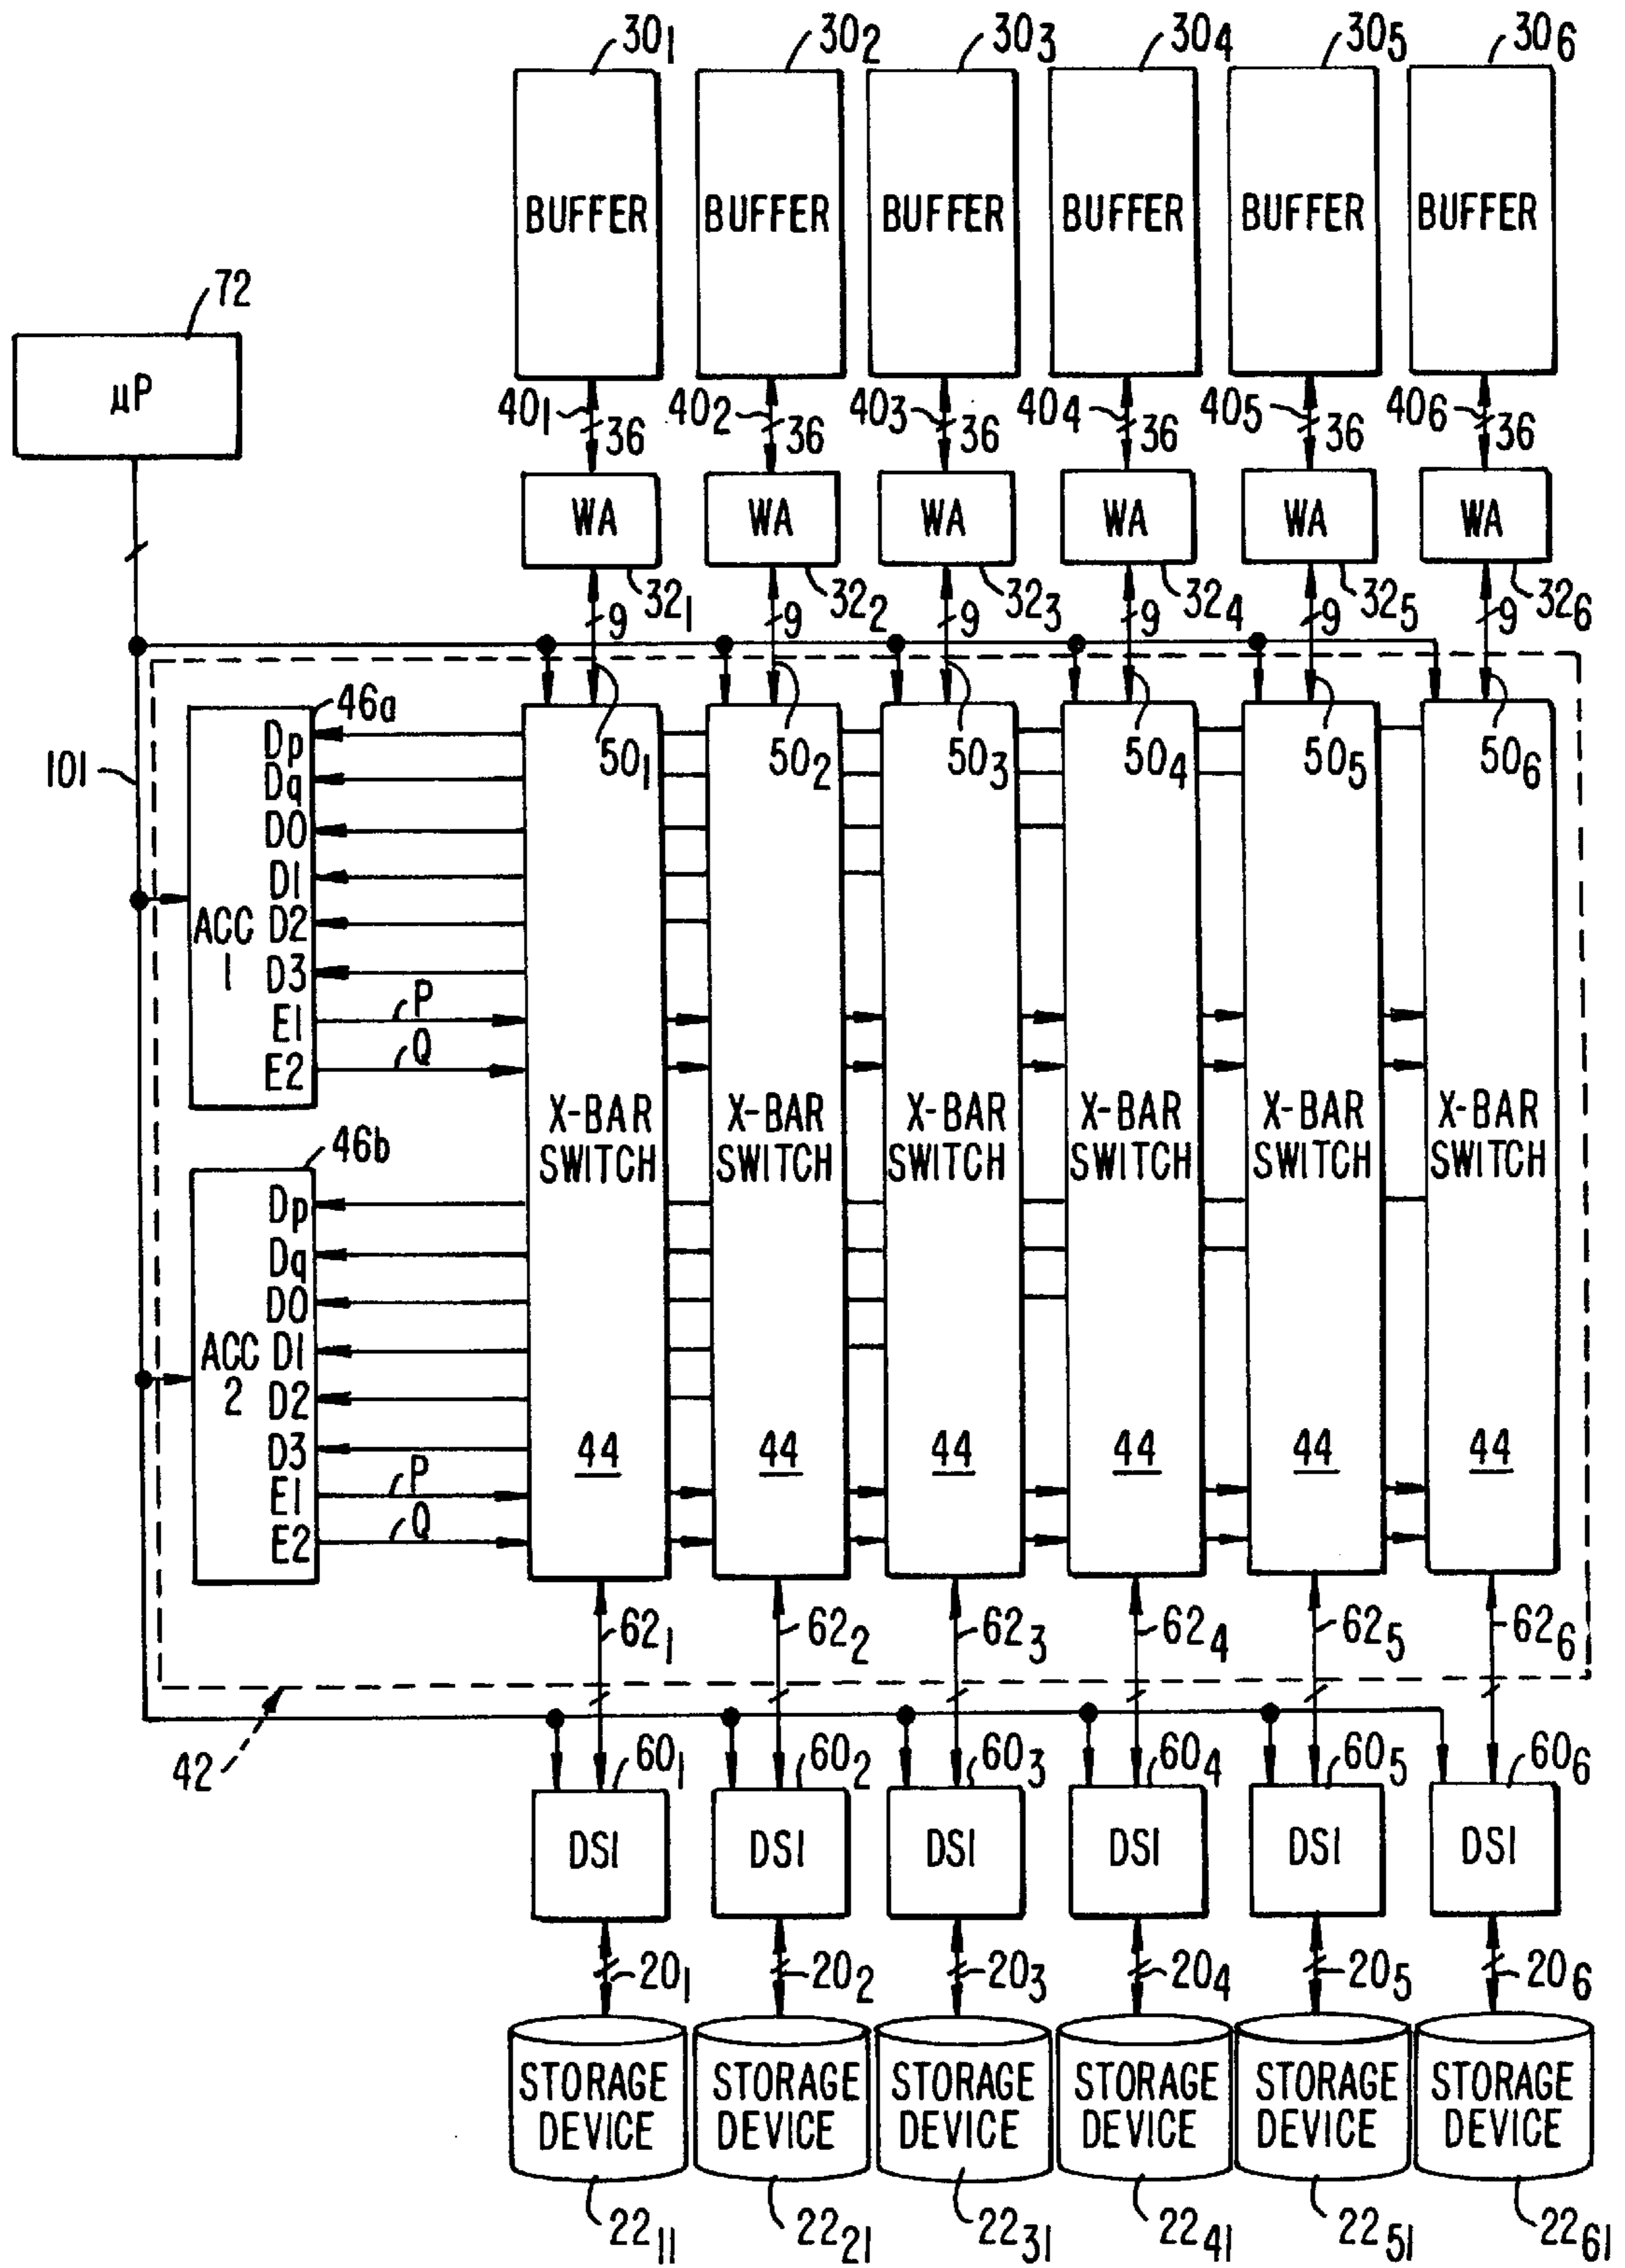 30₁ 30₂ 30₃ 30₄ 30₅ 30₆
BUFFER BUFFER BUFFER BUFFER BUFFER BUFFER
72
µP
40₁ 36 40₂ 36 40₃ 36 40₄ 36 40₅ 36 40₆ 36
WA WA WA WA WA WA
32₁ 32₂ 32₃ 32₄ 32₅ 32₆
9 9 9 9 9 9
46a
101
50₁ 50₂ 50₃ 50₄ 50₅ 50₆
Dp
Dq
D0
D1
ACC 1
D2
D3
E1 P
E2 Q
X-BAR SWITCH X-BAR SWITCH X-BAR SWITCH X-BAR SWITCH X-BAR SWITCH X-BAR SWITCH
46b
Dp
Dq
D0
ACC 2
D1
D2
D3
E1 P
E2 Q
44 44 44 44 44 44
62₁ 62₂ 62₃ 62₄ 62₅ 62₆
42
60₁ 60₂ 60₃ 60₄ 60₅ 60₆
DSI DSI DSI DSI DSI DSI
20₁ 20₂ 20₃ 20₄ 20₅ 20₆
STORAGE DEVICE STORAGE DEVICE STORAGE DEVICE STORAGE DEVICE STORAGE DEVICE STORAGE DEVICE
22₁₁ 22₂₁ 22₃₁ 22₄₁ 22₅₁ 22₆₁